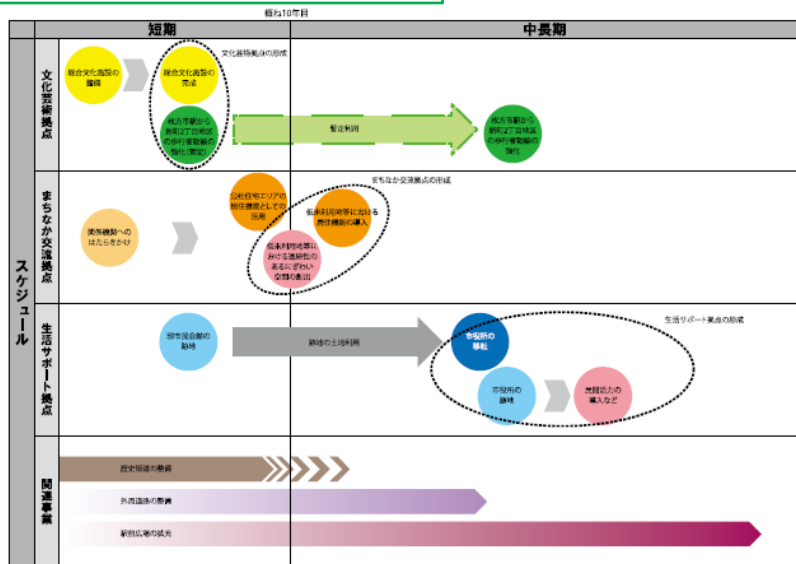 概ね10年目
短期
中長期
スケジュール
文化芸術拠点
総合文化施設の
整備
総合文化施設の
完成
文化芸術拠点の形成
枚方市駅から
新町2丁目地区
の歩行者動線の
強化(暫定)
暫定利用
枚方市駅から
新町2丁目地区
の歩行者動線の
強化
まちなか交流拠点
関係機関への
はたらきかけ
公社住宅エリアの
居住機能としての
活用
まちなか交流拠点の形成
低未利用地等における
居住機能の導入
低未利用地等に
おける連続性の
あるにぎわい
空間の創出
生活サポート拠点
現市民会館の
跡地
跡地の土地利用
市役所の
移転
生活サポート拠点の形成
市役所の
跡地
民間活力の
導入など
関連事業
歴史街道の整備
外周道路の整備
駅前広場の拡充